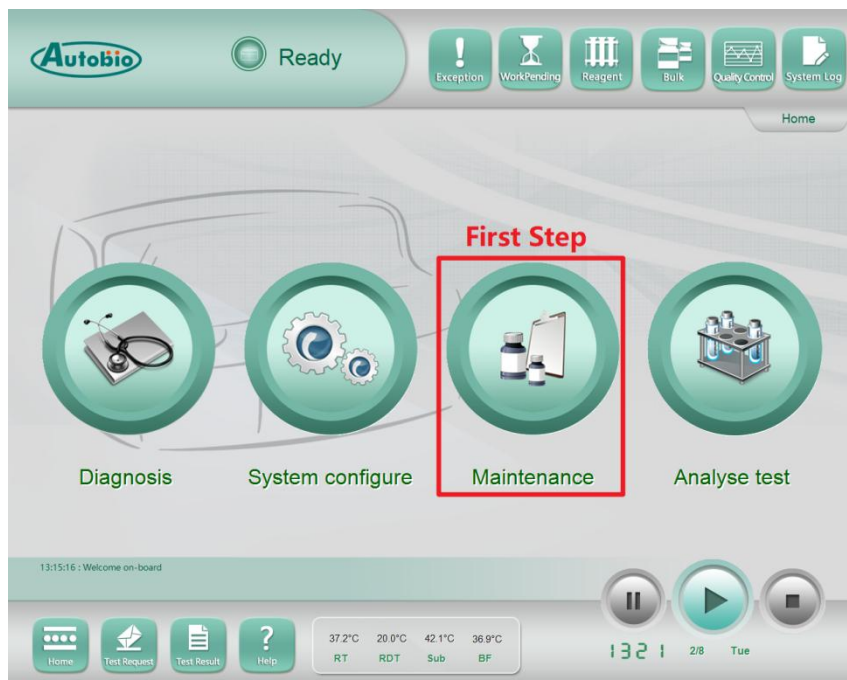 Autobio
Ready
!
Exception
WorkPending
Reagent
Bulk
Quality Control
System Log
Home
First Step
Diagnosis
System configure
Maintenance
Analyse test
13:15:16 : Welcome on-board
Home
Test Request
Test Result
?
Help
37.2°C 20.0°C 42.1°C 36.9°C
RT RDT Sub BF
1321 2/8 Tue